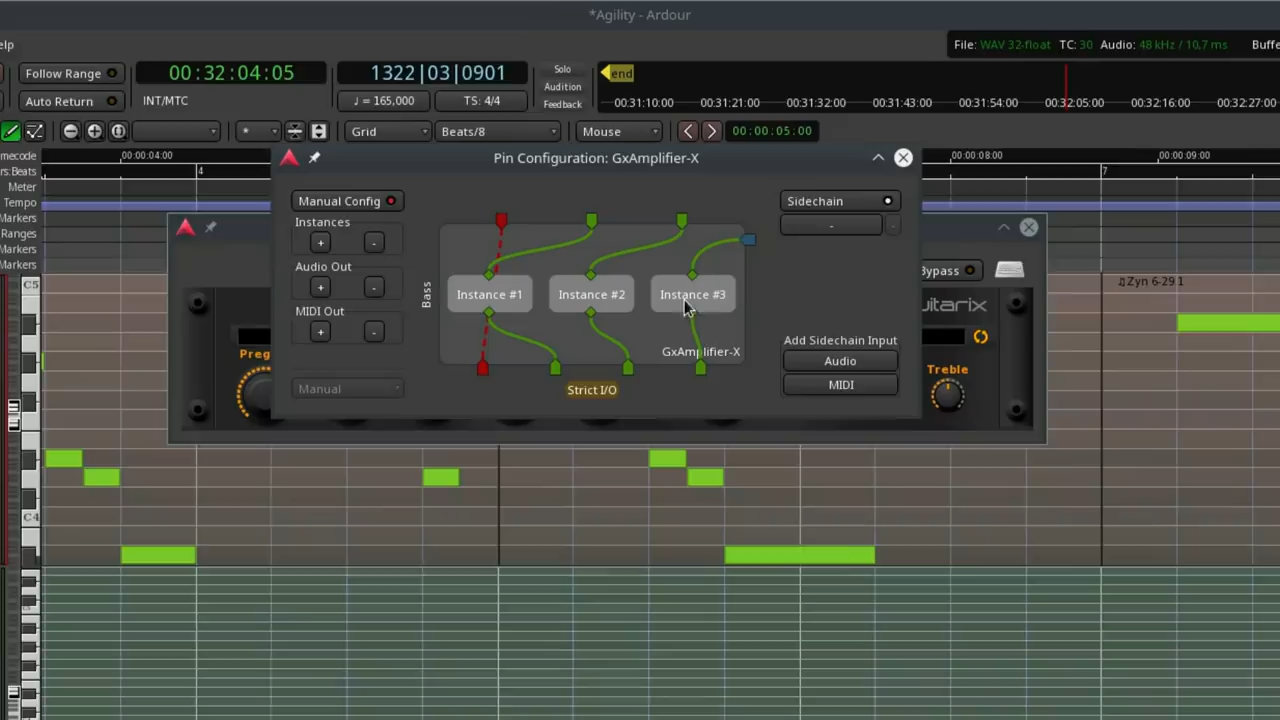 *Agility - Ardour
elp
File: WAV 32-float TC: 30 Audio: 48 kHz / 10,7 ms Buffe
Follow Range
00:32:04:05
1322|03|0901
Solo
Audition
Feedback
end
Auto Return
INT/MTC
♩ = 165,000
TS: 4/4
00:31:10:00 00:31:21:00 00:31:32:00 00:31:43:00 00:31:54:00 00:32:05:00 00:32:16:00 00:32:27:00
*
Grid
Beats/8
Mouse
00:00:05:00
mecode
00:00:04:00
00:00:08:00
00:00:09:00
rs:Beats
4
7
Meter
Tempo
Markers
Ranges
Markers
Markers
Pin Configuration: GxAmplifier-X
Manual Config
Instances
+ -
Audio Out
+ -
MIDI Out
+ -
Manual
Bass
Instance #1
Instance #2
Instance #3
GxAmplifier-X
Strict I/O
Sidechain
-
-
Add Sidechain Input
Audio
MIDI
Bypass
uitarix
Preg
Treble
C5
♫Zyn 6-29.1
C4